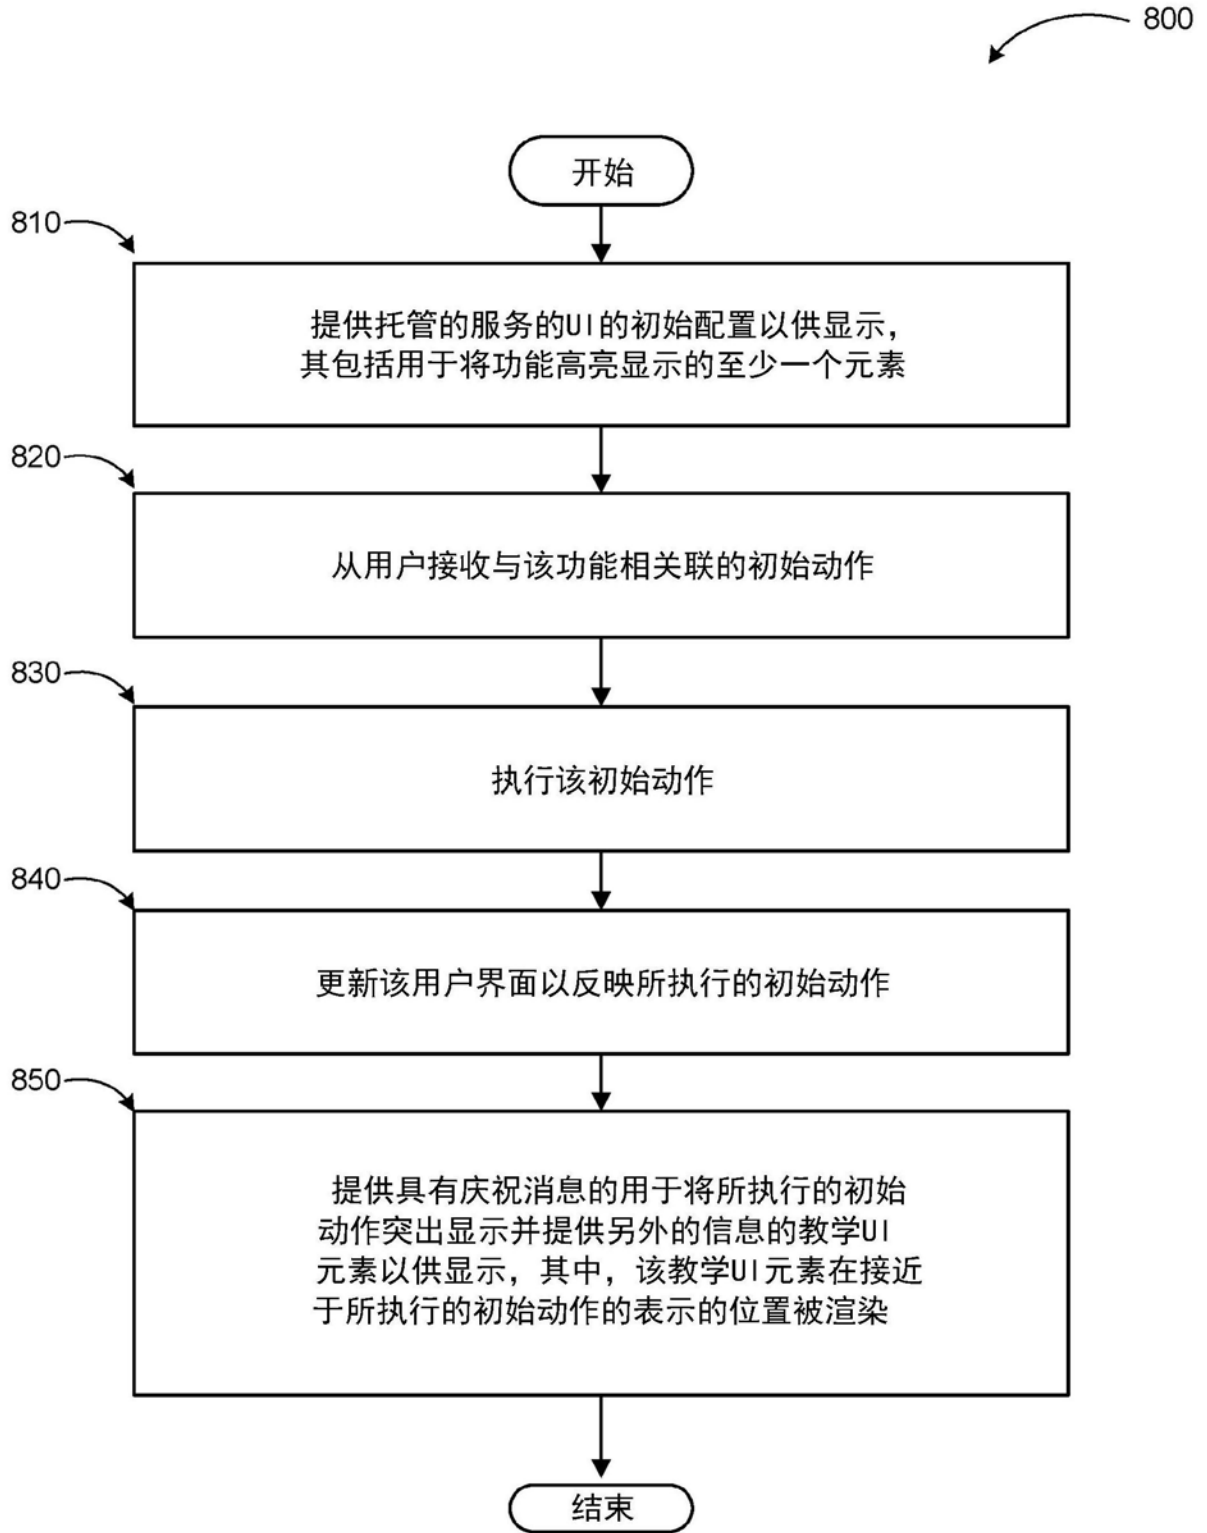 800
开始
810
提供托管的服务的UI的初始配置以供显示，
其包括用于将功能高亮显示的至少一个元素
820
从用户接收与该功能相关联的初始动作
830
执行该初始动作
840
更新该用户界面以反映所执行的初始动作
850
提供具有庆祝消息的用于将所执行的初始
动作突出显示并提供另外的信息的教学UI
元素以供显示，其中，该教学UI元素在接近
于所执行的初始动作的表示的位置被渲染
结束